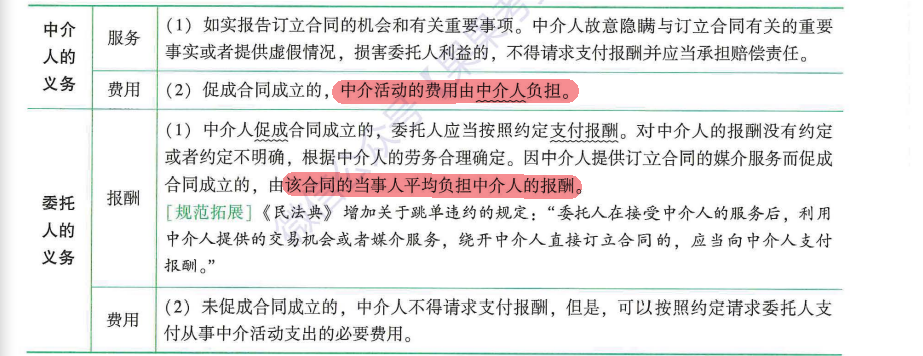 中介
人的
义务
服务
（1）如实报告订立合同的机会和有关重要事项。中介人故意隐瞒与订立合同有关的重要
事实或者提供虚假情况，损害委托人利益的，不得请求支付报酬并应当承担赔偿责任。
费用
（2）促成合同成立的，中介活动的费用由中介人负担。
委托
人的
义务
报酬
（1）中介人促成合同成立的，委托人应当按照约定支付报酬。对中介人的报酬没有约定
或者约定不明确，根据中介人的劳务合理确定。因中介人提供订立合同的媒介服务而促成
合同成立的，由该合同的当事人平均负担中介人的报酬。
［规范拓展］《民法典》增加关于跳单违约的规定：“委托人在接受中介人的服务后，利用
中介人提供的交易机会或者媒介服务，绕开中介人直接订立合同的，应当向中介人支付
报酬。”
费用
（2）未促成合同成立的，中介人不得请求支付报酬，但是，可以按照约定请求委托人支
付从事中介活动支出的必要费用。